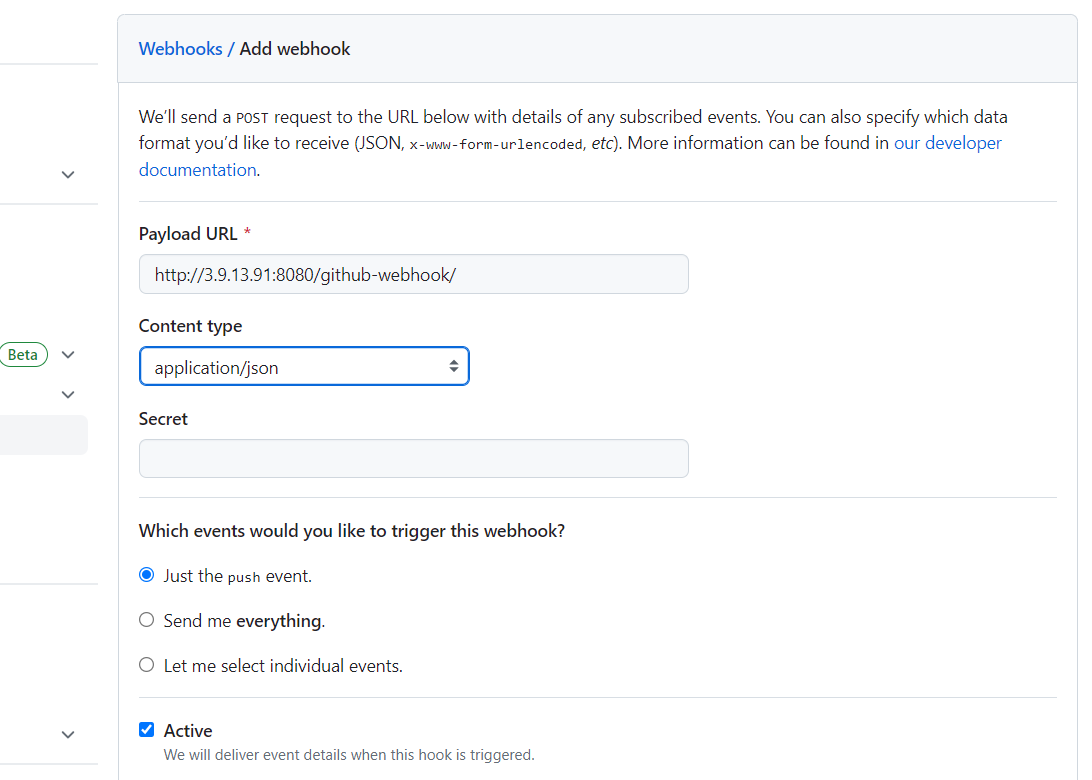 Webhooks / Add webhook
We’ll send a POST request to the URL below with details of any subscribed events. You can also specify which data
format you’d like to receive (JSON, x-www-form-urlencoded, etc). More information can be found in our developer
documentation.
Payload URL *
http://3.9.13.91:8080/github-webhook/
Content type
Beta
application/json
Secret
Which events would you like to trigger this webhook?
Just the push event.
Send me everything.
Let me select individual events.
Active
We will deliver event details when this hook is triggered.